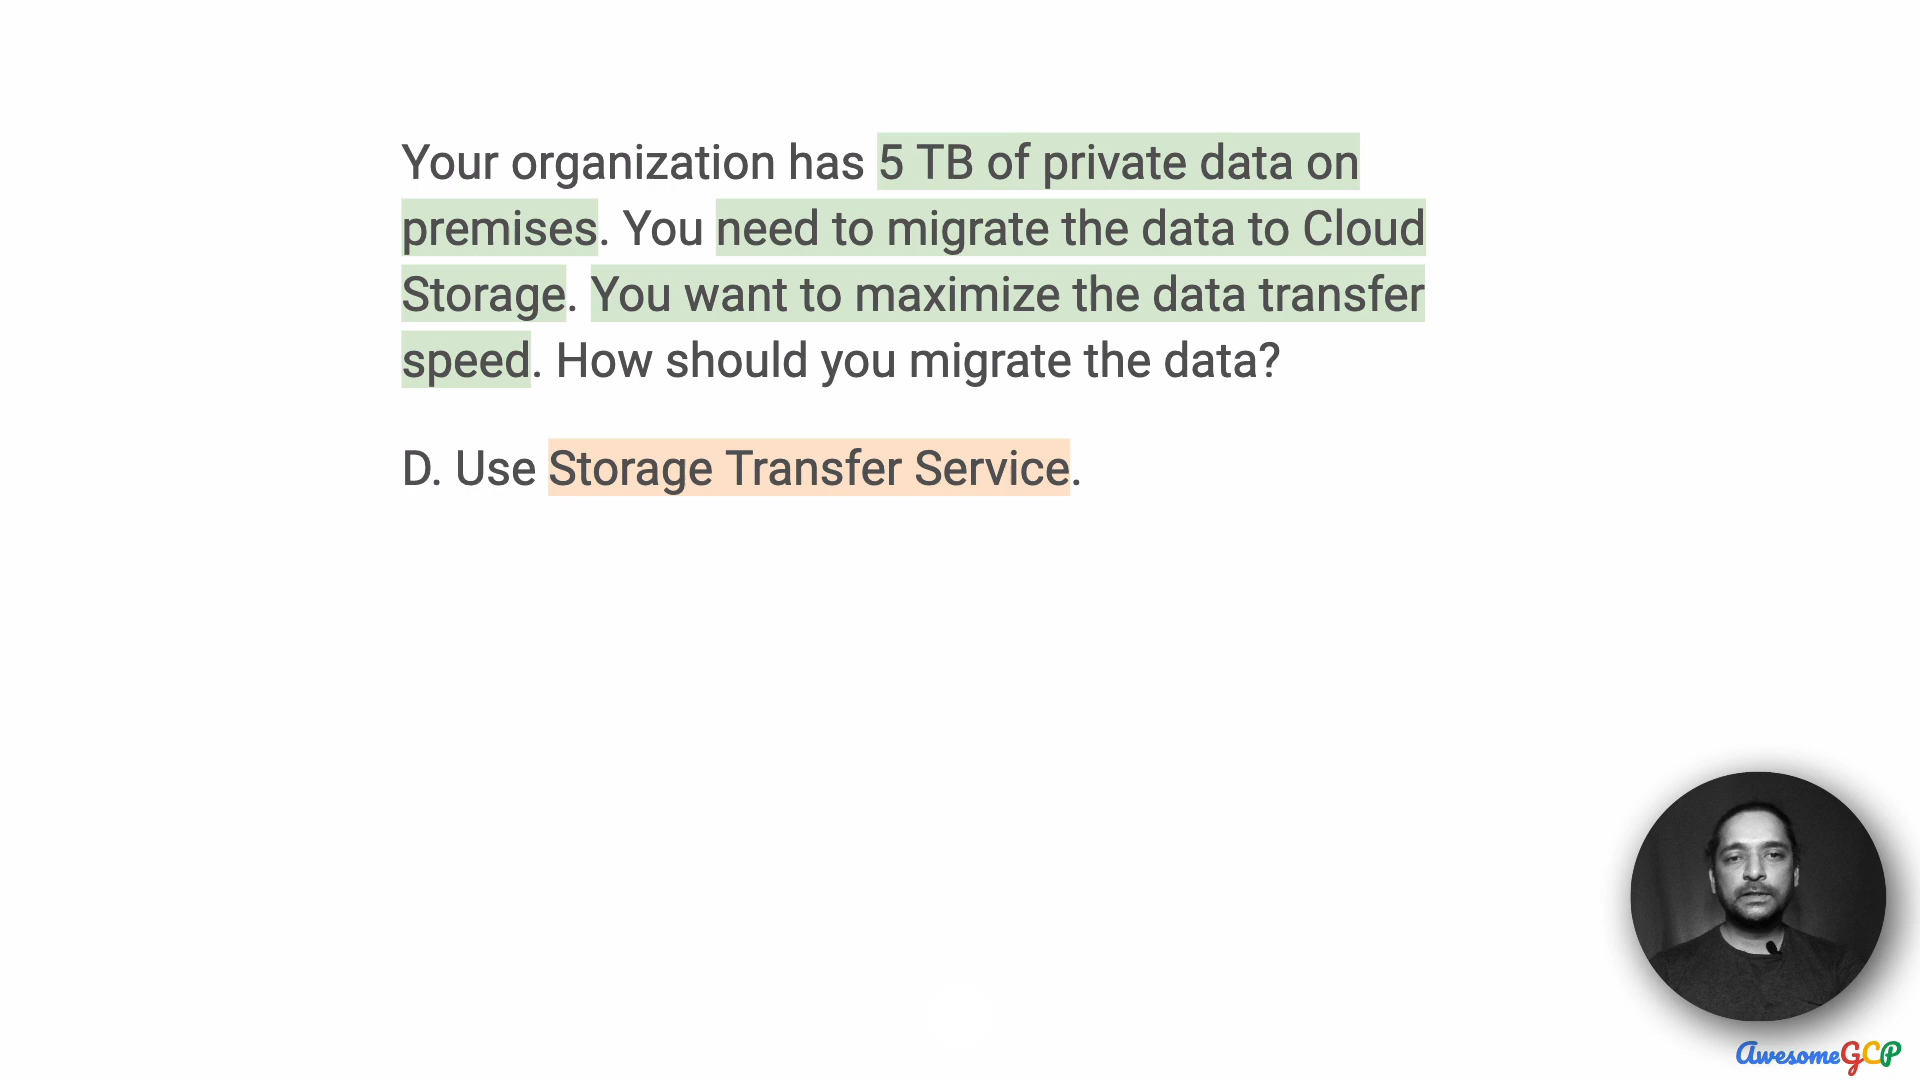 Your organization has 5 TB of private data on
premises. You need to migrate the data to Cloud
Storage. You want to maximize the data transfer
speed. How should you migrate the data?
D. Use Storage Transfer Service.
AwesomeGCP